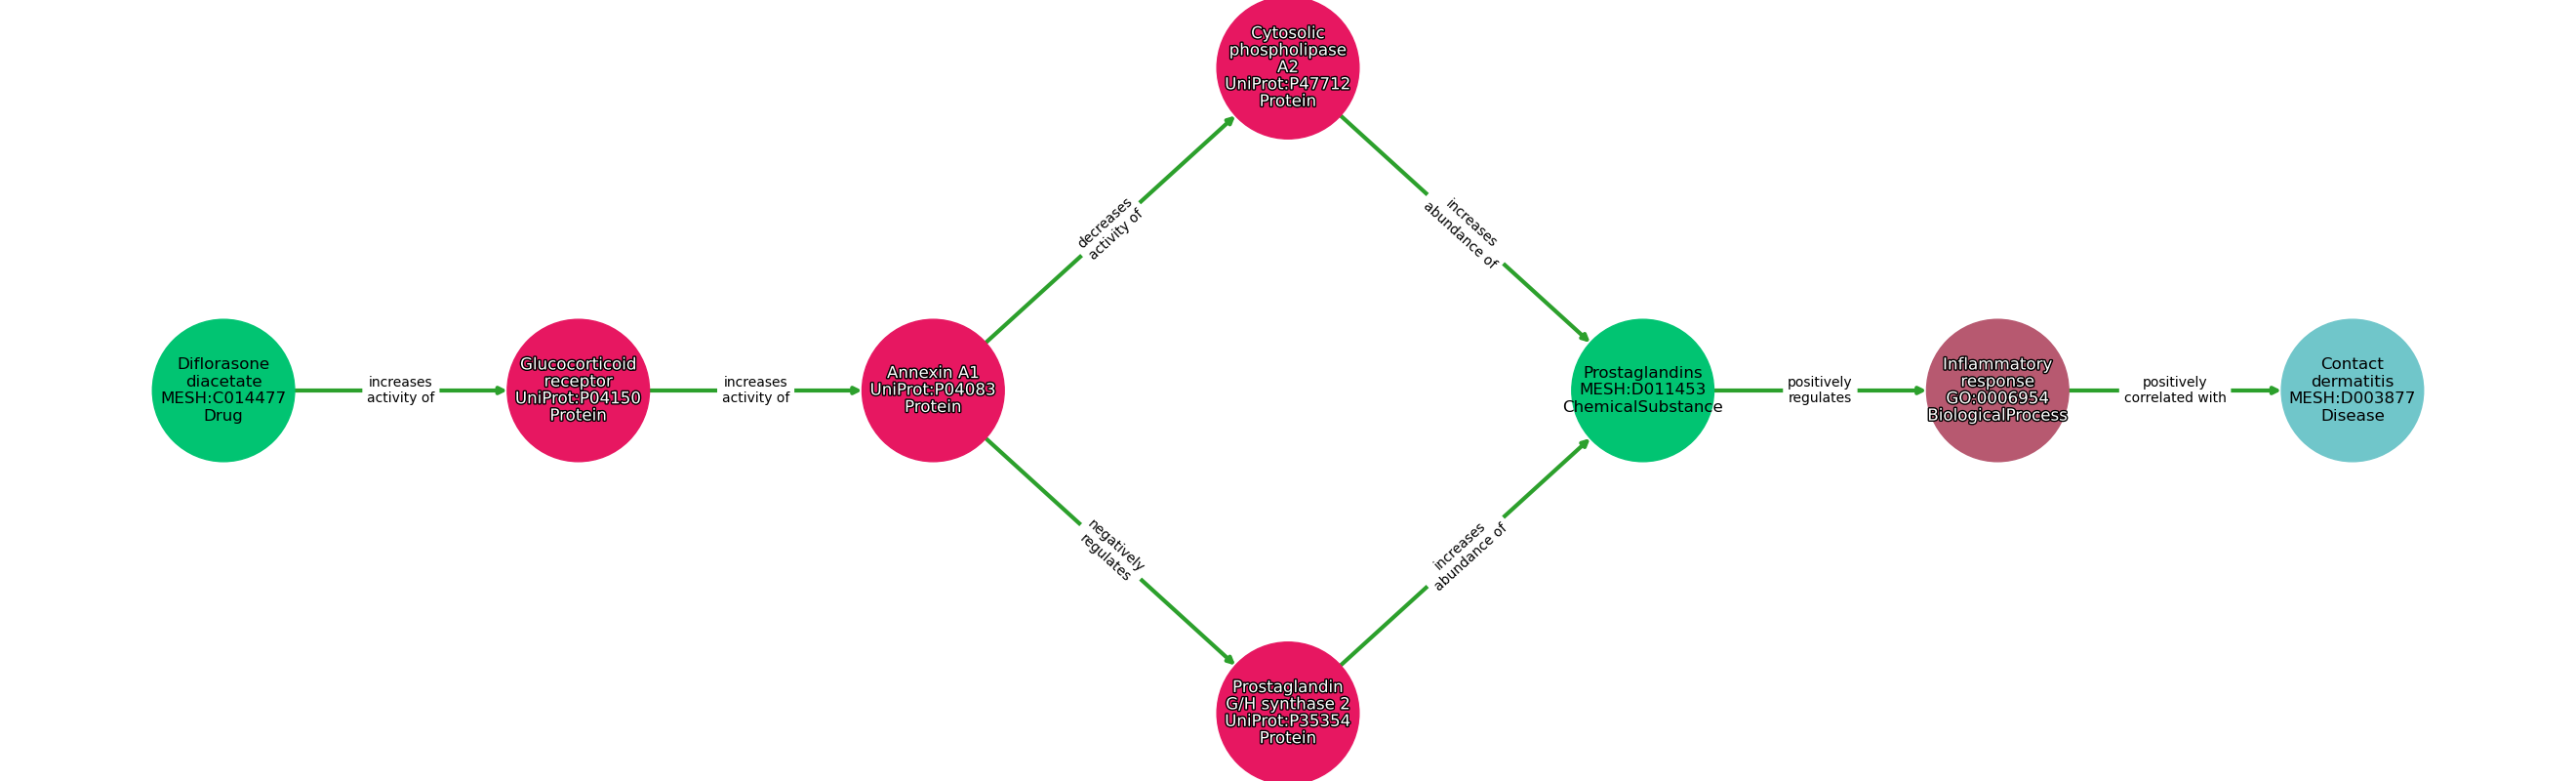 Cytosolic
phospholipase
A2
UniProt:P47712
Protein
decreases
activity of
increases
abundance of
Diflorasone
diacetate
MESH:C014477
Drug
increases
activity of
Glucocorticoid
receptor
UniProt:P04150
Protein
increases
activity of
Annexin A1
UniProt:P04083
Protein
Prostaglandins
MESH:D011453
ChemicalSubstance
positively
regulates
Inflammatory
response
GO:0006954
BiologicalProcess
positively
correlated with
Contact
dermatitis
MESH:D003877
Disease
negatively
regulates
increases
abundance of
Prostaglandin
G/H synthase 2
UniProt:P35354
Protein